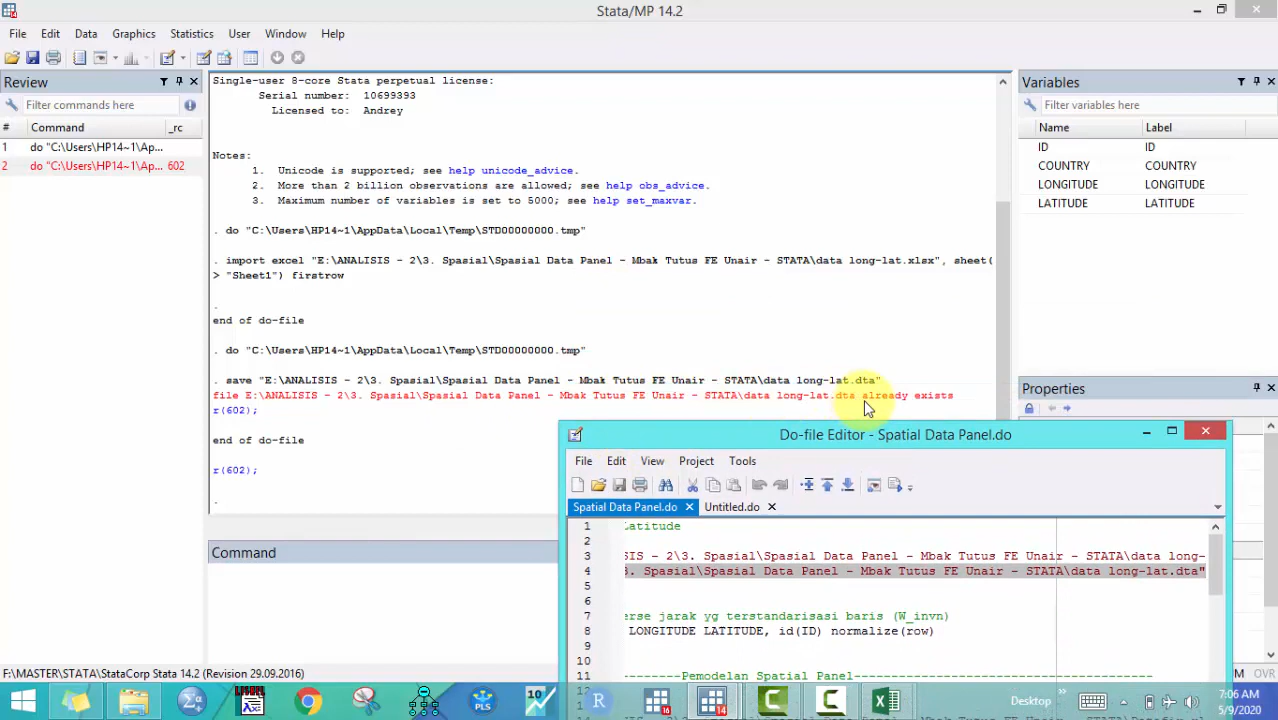 Stata/MP 14.2
File Edit Data Graphics Statistics User Window Help
Review
Filter commands here
# Command _rc
1 do "C:\Users\HP14~1\Ap...
2 do "C:\Users\HP14~1\Ap... 602
Single-user 8-core Stata perpetual license:
Serial number: 10699393
Licensed to: Andrey
Notes:
1. Unicode is supported; see help unicode_advice.
2. More than 2 billion observations are allowed; see help obs_advice.
3. Maximum number of variables is set to 5000; see help set_maxvar.
. do "C:\Users\HP14~1\AppData\Local\Temp\STD00000000.tmp"
. import excel "E:\ANALISIS - 2\3. Spasial\Spasial Data Panel - Mbak Tutus FE Unair - STATA\data long-lat.xlsx", sheet(
> "Sheet1") firstrow
.
end of do-file
. do "C:\Users\HP14~1\AppData\Local\Temp\STD00000000.tmp"
. save "E:\ANALISIS - 2\3. Spasial\Spasial Data Panel - Mbak Tutus FE Unair - STATA\data long-lat.dta"
file E:\ANALISIS - 2\3. Spasial\Spasial Data Panel - Mbak Tutus FE Unair - STATA\data long-lat.dta already exists
r(602);
end of do-file
r(602);
.
Command
Variables
Filter variables here
Name Label
ID ID
COUNTRY COUNTRY
LONGITUDE LONGITUDE
LATITUDE LATITUDE
Properties
Do-file Editor - Spatial Data Panel.do
File Edit View Project Tools
Spatial Data Panel.do Untitled.do
1 Latitude
2
3 SIS - 2\3. Spasial\Spasial Data Panel - Mbak Tutus FE Unair - STATA\data long-
4 3. Spasial\Spasial Data Panel - Mbak Tutus FE Unair - STATA\data long-lat.dta"
5
6
7 erse jarak yg terstandarisasi baris (W_invn)
8 LONGITUDE LATITUDE, id(ID) normalize(row)
9
10
11 --------Pemodelan Spatial Panel----------------------------------------
F:\MASTER\STATA\StatCorp Stata 14.2 (Revision 29.09.2016)
OVR
LISREL
PLS
10
R
16
14
Desktop
7:06 AM
5/9/2020